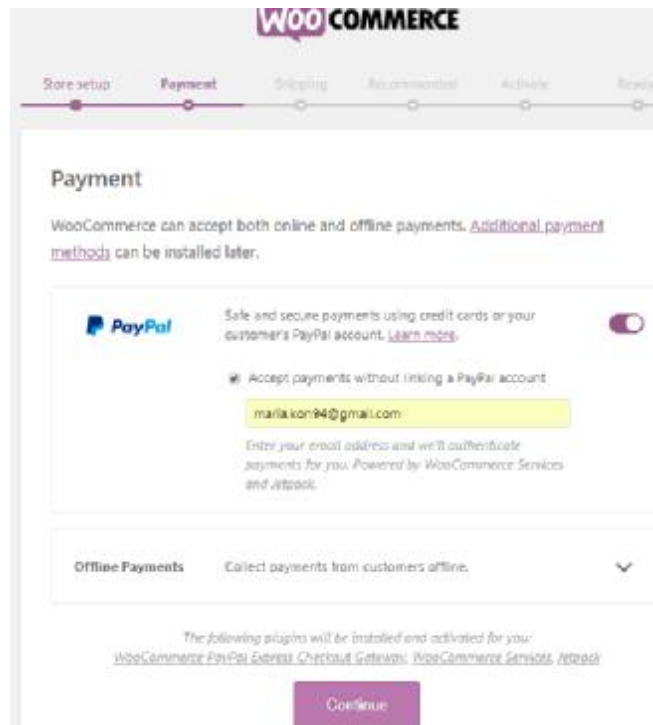 WOO COMMERCE
Store setup Payment Shipping Recommended Activate Ready
Payment
WooCommerce can accept both online and offline payments. Additional payment
methods can be installed later.
PayPal
Safe and secure payments using credit cards or your
customer's PayPal account. Learn more.
Accept payments without linking a PayPal account
maria.kon94@gmail.com
Enter your email address and we'll authenticate
payments for you. Powered by WooCommerce Services
and Jetpack.
Offline Payments Collect payments from customers offline.
The following plugins will be installed and activated for you:
WooCommerce PayPal Express Checkout Gateway, WooCommerce Services, Jetpack
Continue